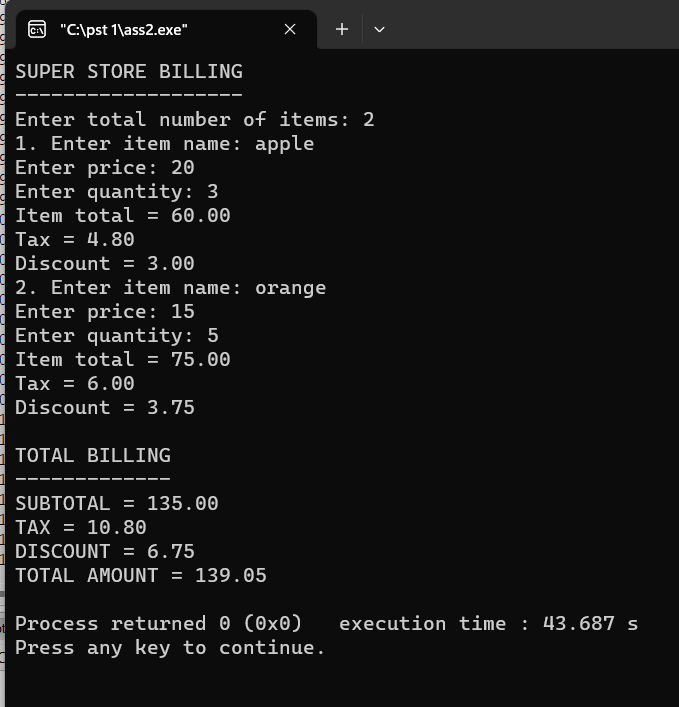 "C:\pst 1\ass2.exe"
SUPER STORE BILLING
-------------------
Enter total number of items: 2
1. Enter item name: apple
Enter price: 20
Enter quantity: 3
Item total = 60.00
Tax = 4.80
Discount = 3.00
2. Enter item name: orange
Enter price: 15
Enter quantity: 5
Item total = 75.00
Tax = 6.00
Discount = 3.75
TOTAL BILLING
-------------
SUBTOTAL = 135.00
TAX = 10.80
DISCOUNT = 6.75
TOTAL AMOUNT = 139.05
Process returned 0 (0x0)   execution time : 43.687 s
Press any key to continue.